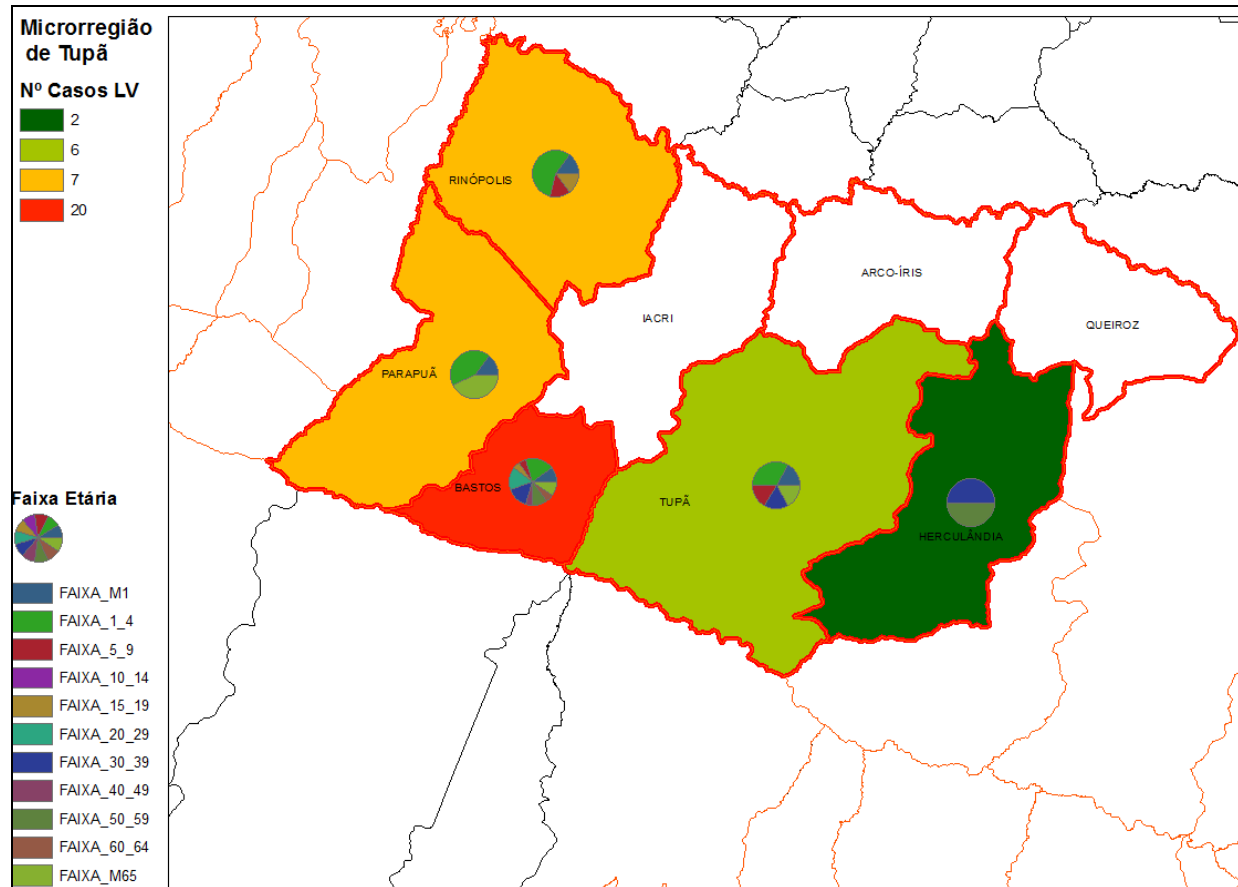 Microrregião
de Tupã
Nº Casos LV
2
6
7
20
RINÓPOLIS
ARCO-ÍRIS
IACRI
QUEIROZ
PARAPUÃ
BASTOS
TUPÃ
HERCULÂNDIA
Faixa Etária
FAIXA_M1
FAIXA_1_4
FAIXA_5_9
FAIXA_10_14
FAIXA_15_19
FAIXA_20_29
FAIXA_30_39
FAIXA_40_49
FAIXA_50_59
FAIXA_60_64
FAIXA_M65